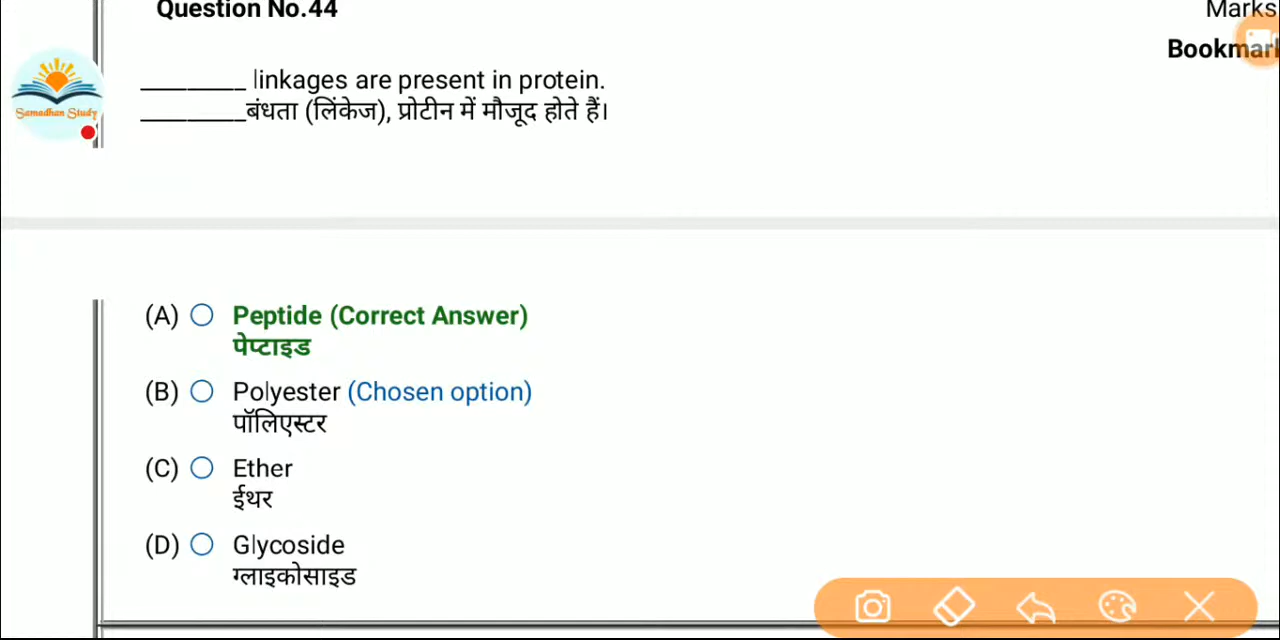 Question No.44
Marks
Bookmark
Samadhan Study
________ linkages are present in protein.
________बंधता (लिंकेज), प्रोटीन में मौजूद होते हैं।
(A) Peptide (Correct Answer)
पेप्टाइड
(B) Polyester (Chosen option)
पॉलिएस्टर
(C) Ether
ईथर
(D) Glycoside
ग्लाइकोसाइड